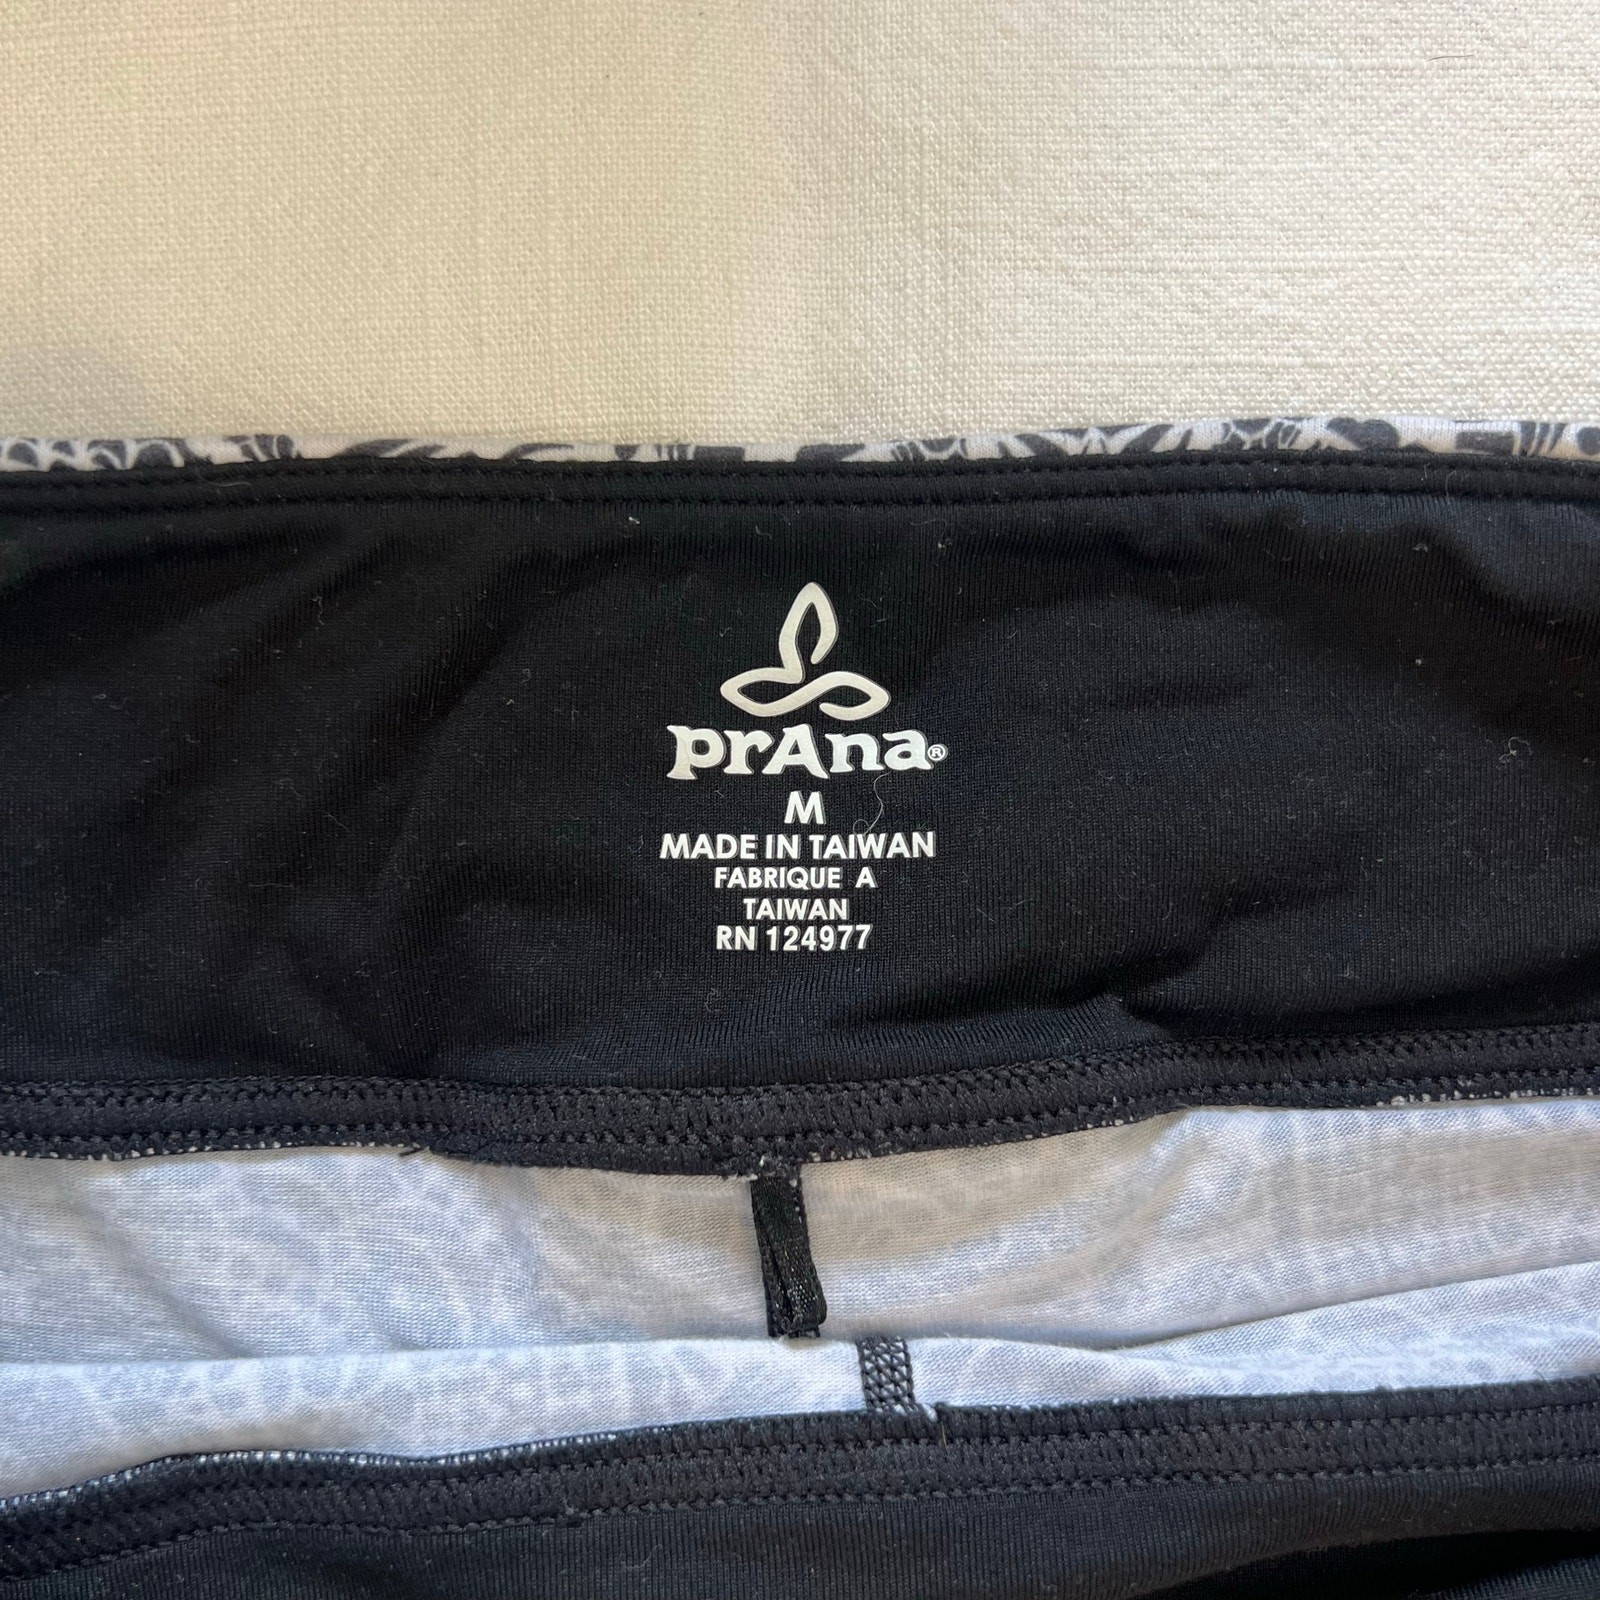 prAna®
M
MADE IN TAIWAN
FABRIQUE A
TAIWAN
RN 124977